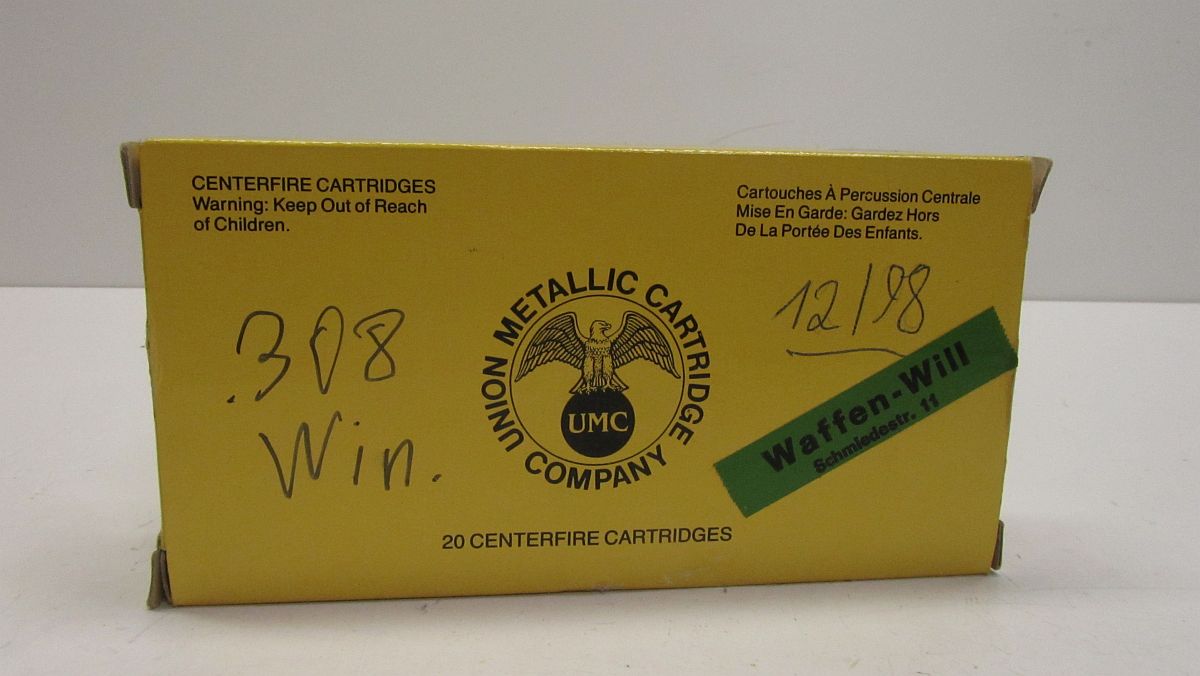 CENTERFIRE CARTRIDGES
Warning: Keep Out of Reach
of Children.
Cartouches À Percussion Centrale
Mise En Garde: Gardez Hors
De La Portée Des Enfants.
.308
Win.
UNION METALLIC CARTRIDGE
COMPANY
UMC
12/98
Waffen-Will
Schmiedestr. 11
20 CENTERFIRE CARTRIDGES